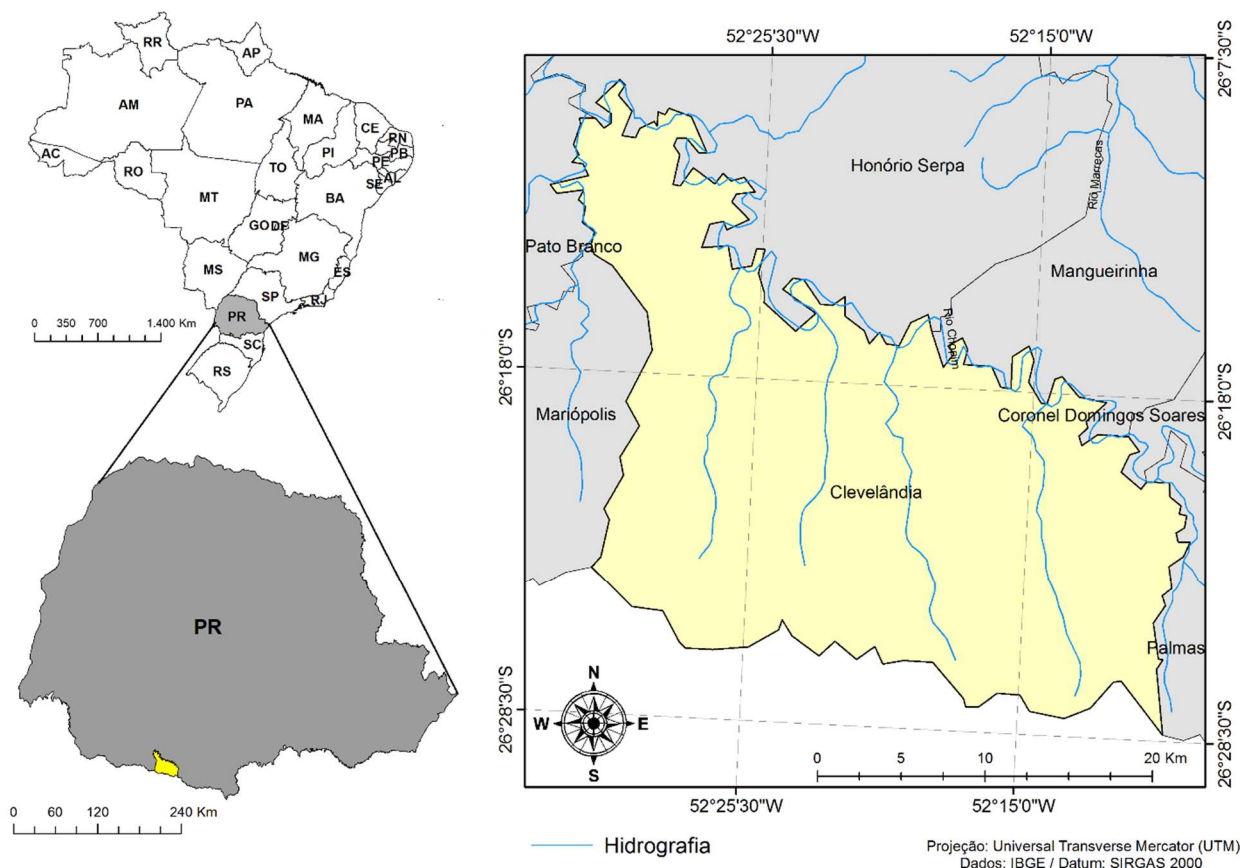 RR
AP
AM
PA
MA
CE
RN
PB
PI
PE
AL
SE
AC
RO
TO
BA
MT
GO
DF
MG
MS
ES
SP
RJ
PR
SC
RS
0 350 700 1.400 Km
PR
0 60 120 240 Km
52°25'30"W 52°15'0"W
26°7'30"S
Honório Serpa
Rio Marrecas
Pato Branco
Mangueirinha
Rio Chopim
26°18'0"S
26°18'0"S
Mariópolis
Coronel Domingos Soares
Clevelândia
Palmas
N
W E
S
26°28'30"S
26°28'30"S
0 5 10 20 Km
52°25'30"W 52°15'0"W
Hidrografia
Projeção: Universal Transverse Mercator (UTM)
Dados: IBGE / Datum: SIRGAS 2000